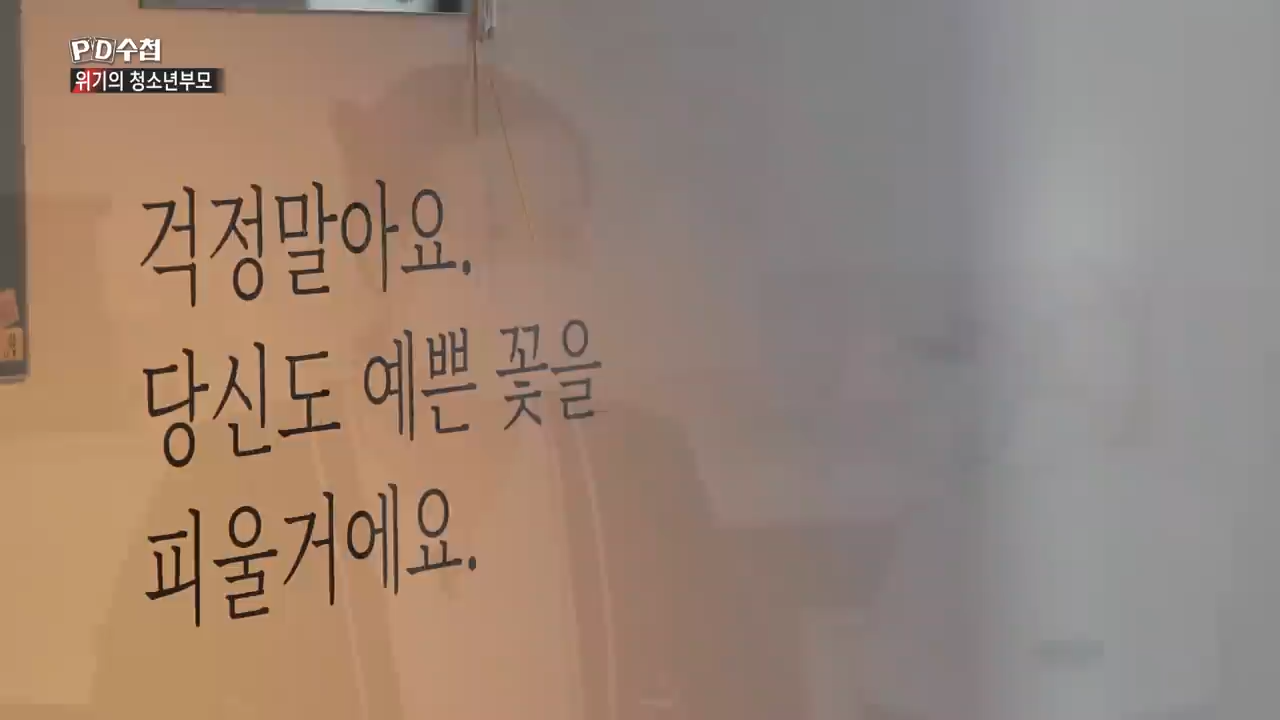 PD수첩
위기의 청소년부모
걱정말아요.
당신도 예쁜 꽃을
피울거에요.